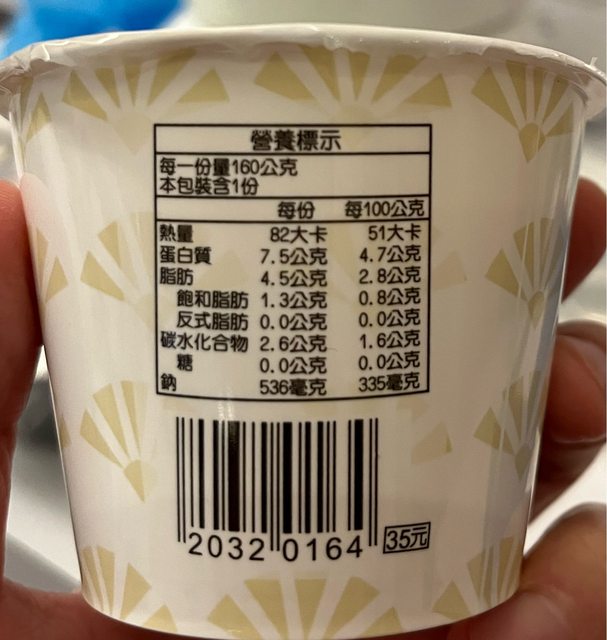 營養標示
每一份量160公克
本包裝含1份
每份 每100公克
熱量 82大卡 51大卡
蛋白質 7.5公克 4.7公克
脂肪 4.5公克 2.8公克
飽和脂肪 1.3公克 0.8公克
反式脂肪 0.0公克 0.0公克
碳水化合物 2.6公克 1.6公克
糖 0.0公克 0.0公克
鈉 536毫克 335毫克
2032 0164 35元